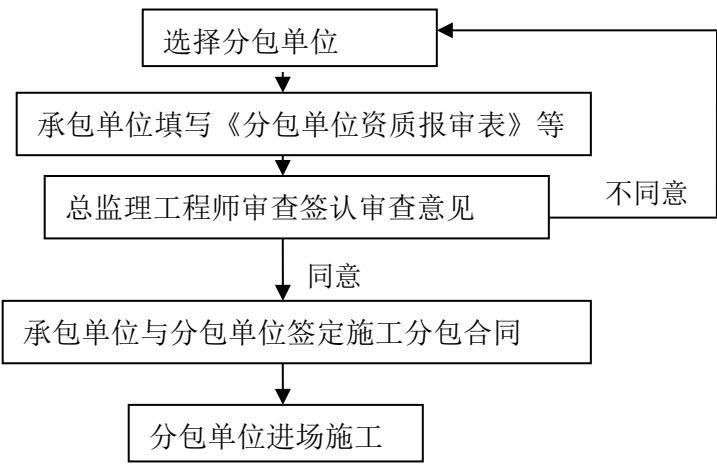 选择分包单位
承包单位填写《分包单位资质报审表》等
总监理工程师审查签认审查意见
不同意
同意
承包单位与分包单位签定施工分包合同
分包单位进场施工